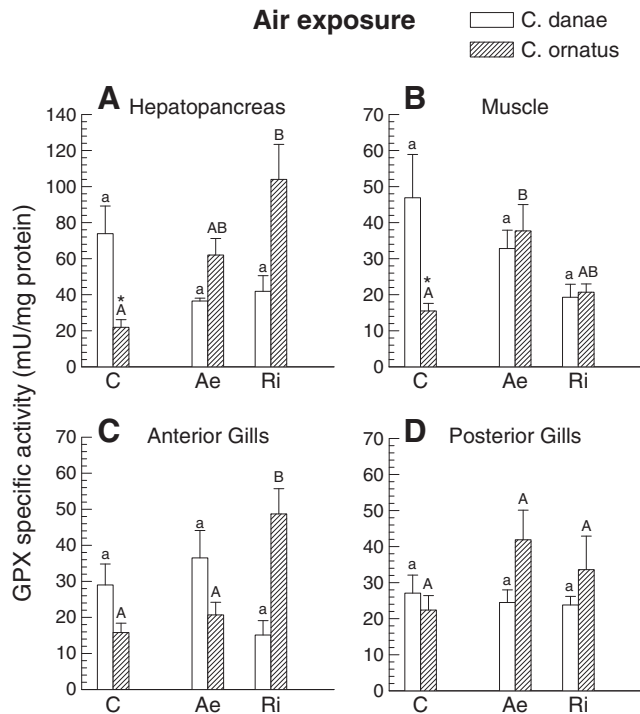 Air exposure
C. danae
C. ornatus
GPX specific activity (mU/mg protein)
A Hepatopancreas
140
120
100
80
60
40
20
0
a
*
A
a
AB
a
B
C Ae Ri
B Muscle
70
60
50
40
30
20
10
0
a
*
A
a
B
a
AB
C Ae Ri
C Anterior Gills
70
60
50
40
30
20
10
0
a
A
a
A
a
B
C Ae Ri
D Posterior Gills
70
60
50
40
30
20
10
0
a
A
a
A
a
A
C Ae Ri